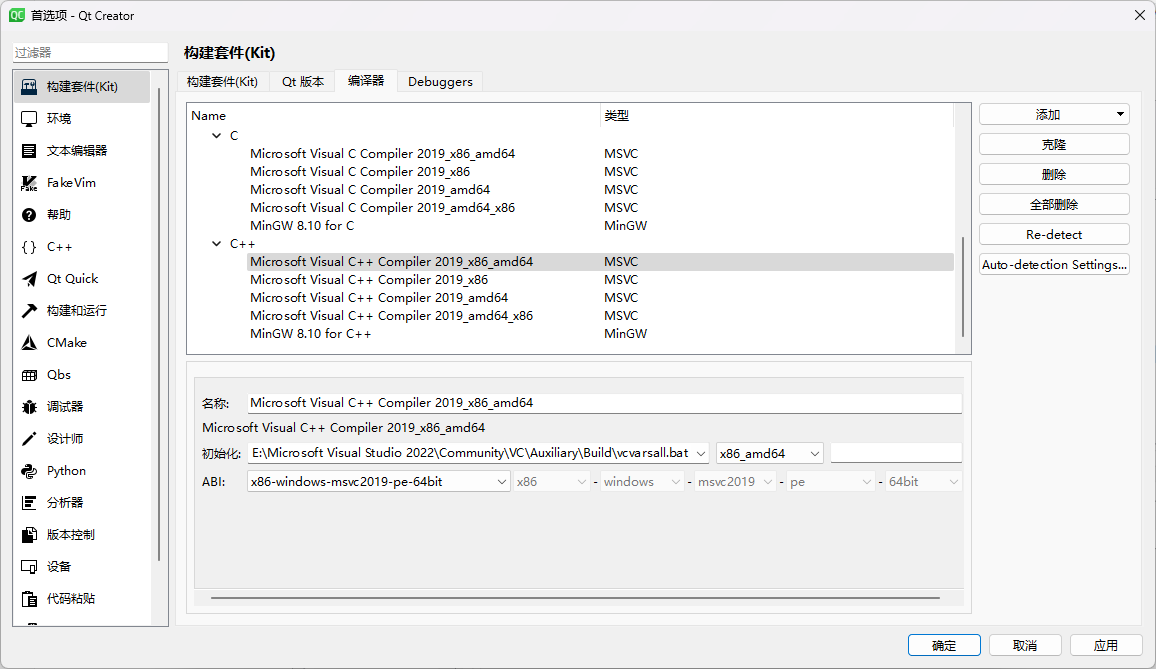 QC 首选项 - Qt Creator
过滤器
构建套件(Kit)
环境
文本编辑器
FakeVim
帮助
C++
Qt Quick
构建和运行
CMake
Qbs
调试器
设计师
Python
分析器
版本控制
设备
代码粘贴
构建套件(Kit)
构建套件(Kit) Qt 版本 编译器 Debuggers
Name 类型
C
Microsoft Visual C Compiler 2019_x86_amd64 MSVC
Microsoft Visual C Compiler 2019_x86 MSVC
Microsoft Visual C Compiler 2019_amd64 MSVC
Microsoft Visual C Compiler 2019_amd64_x86 MSVC
MinGW 8.10 for C MinGW
C++
Microsoft Visual C++ Compiler 2019_x86_amd64 MSVC
Microsoft Visual C++ Compiler 2019_x86 MSVC
Microsoft Visual C++ Compiler 2019_amd64 MSVC
Microsoft Visual C++ Compiler 2019_amd64_x86 MSVC
MinGW 8.10 for C++ MinGW
添加
克隆
删除
全部删除
Re-detect
Auto-detection Settings...
名称: Microsoft Visual C++ Compiler 2019_x86_amd64
Microsoft Visual C++ Compiler 2019_x86_amd64
初始化: E:\Microsoft Visual Studio 2022\Community\VC\Auxiliary\Build\vcvarsall.bat x86_amd64
ABI: x86-windows-msvc2019-pe-64bit x86 - windows - msvc2019 - pe - 64bit
确定 取消 应用